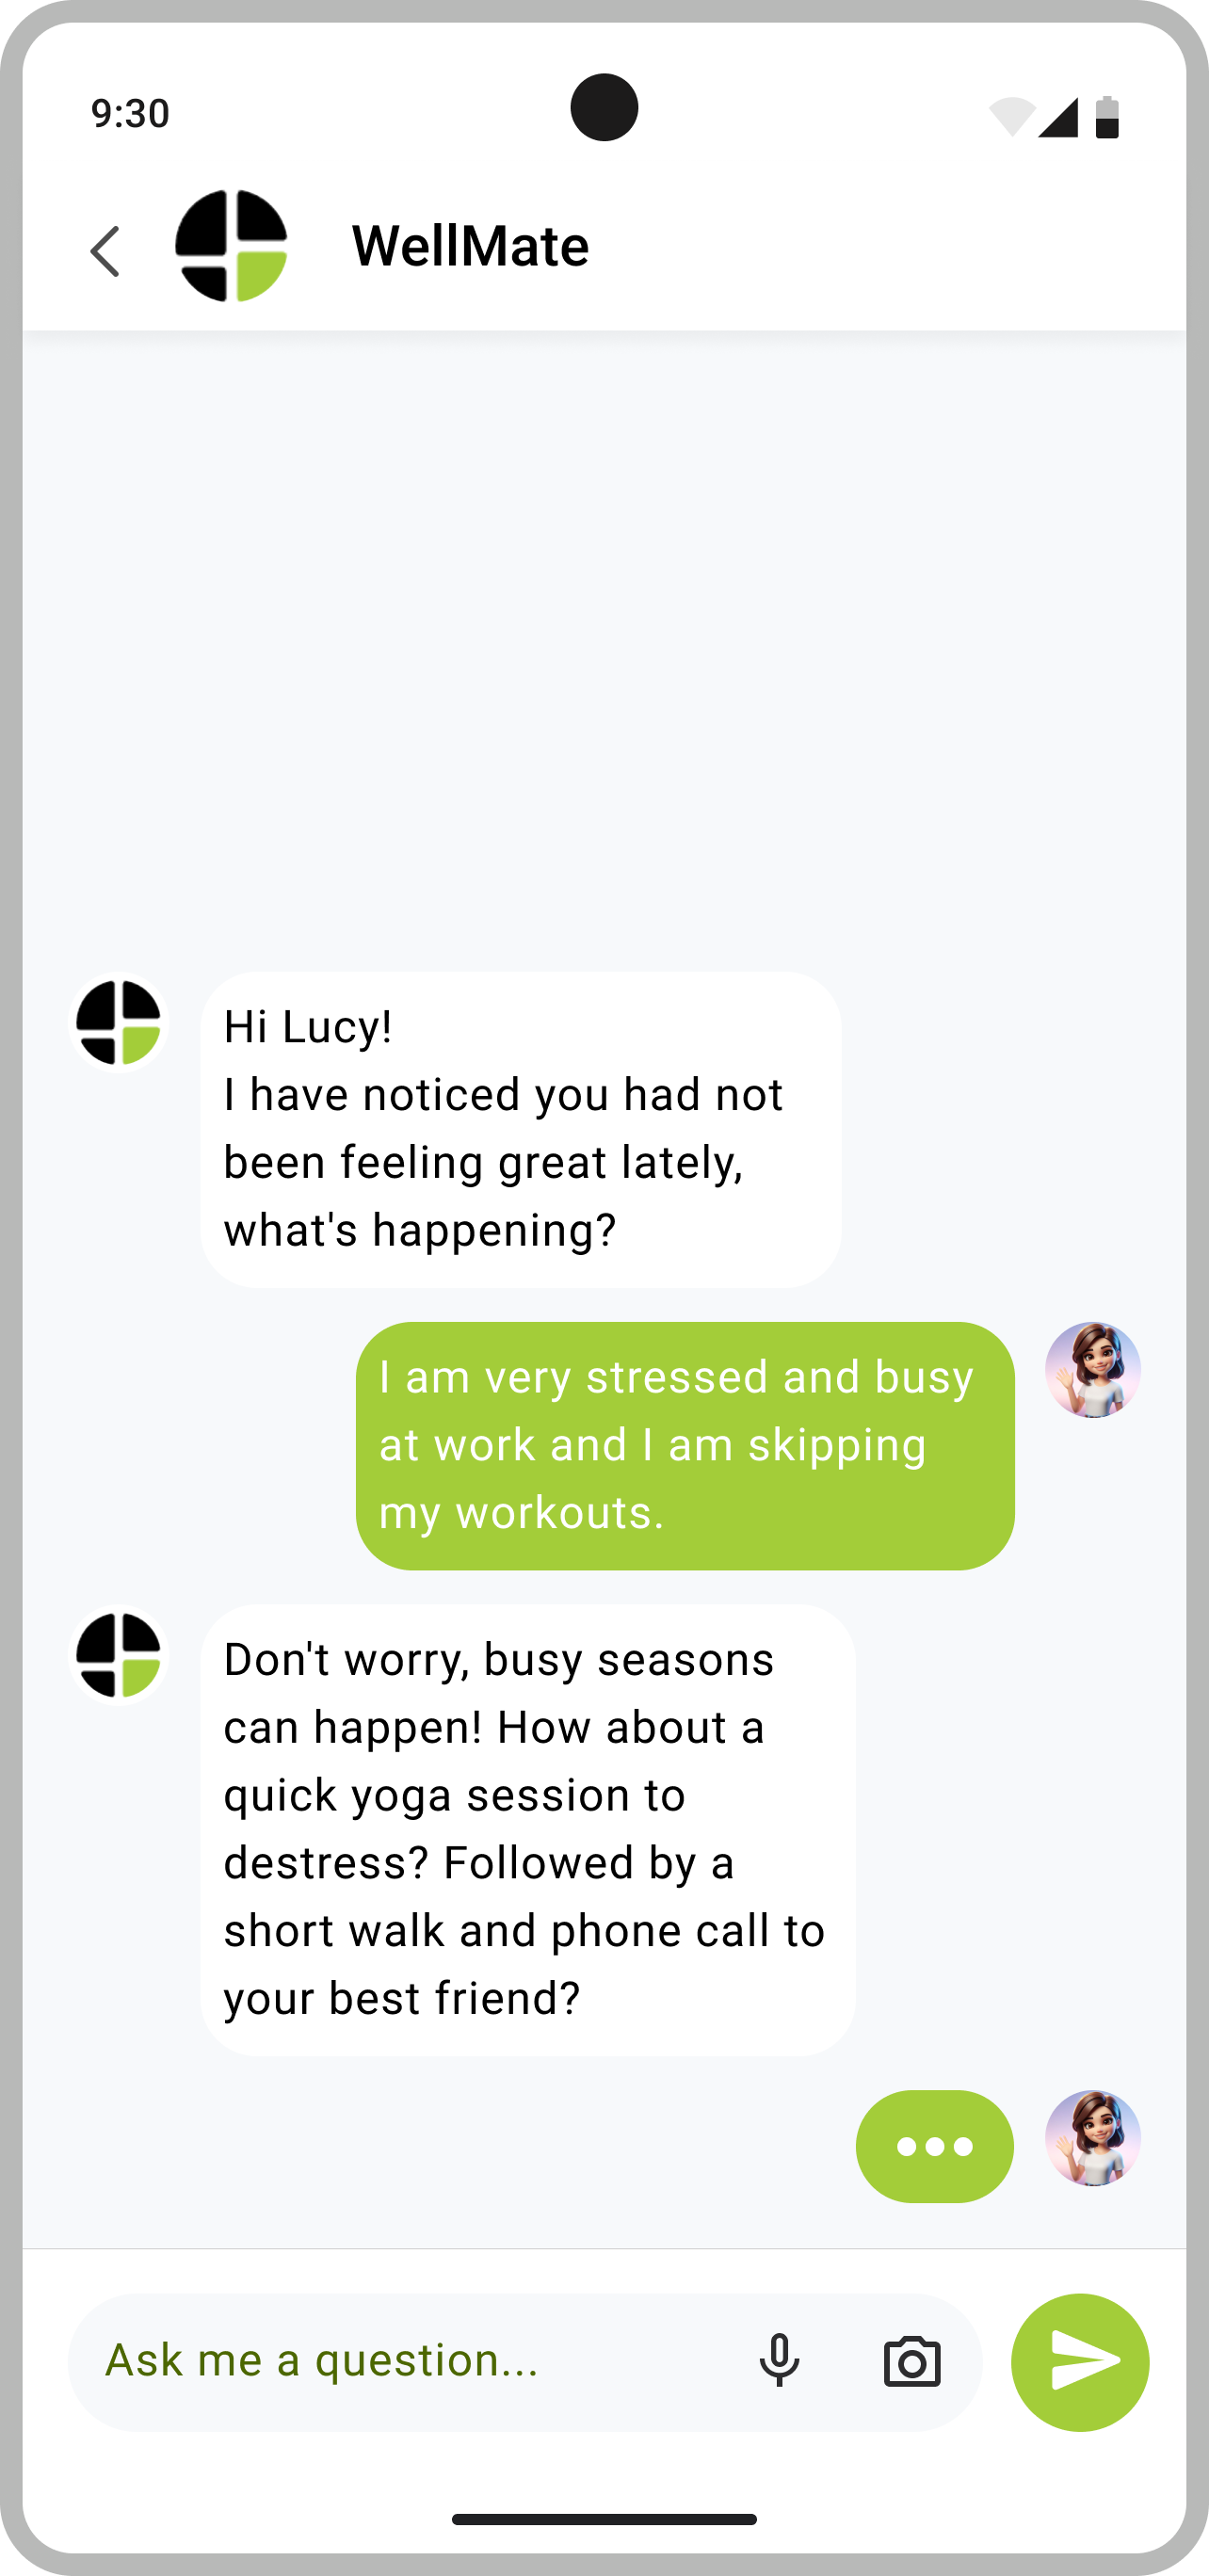 9:30
WellMate
Hi Lucy!
I have noticed you had not
been feeling great lately,
what's happening?
I am very stressed and busy
at work and I am skipping
my workouts.
Don't worry, busy seasons
can happen! How about a
quick yoga session to
destress? Followed by a
short walk and phone call to
your best friend?
Ask me a question...